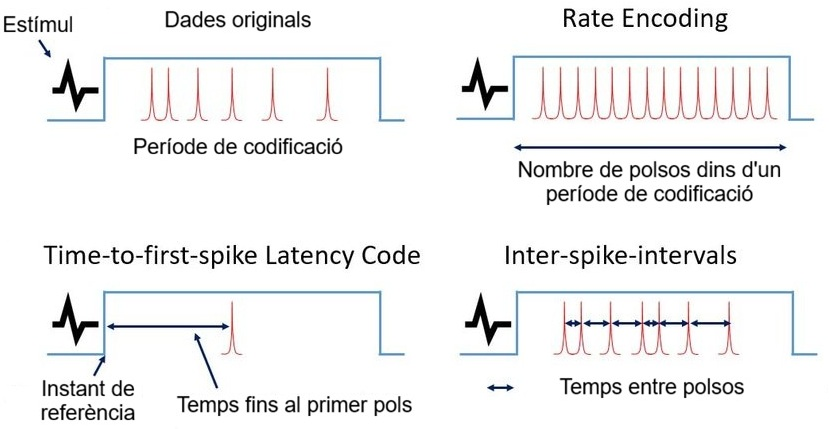 Estímul
Dades originals
Període de codificació
Rate Encoding
Nombre de polsos dins d'un
període de codificació
Time-to-first-spike Latency Code
Instant de
referència
Temps fins al primer pols
Inter-spike-intervals
Temps entre polsos